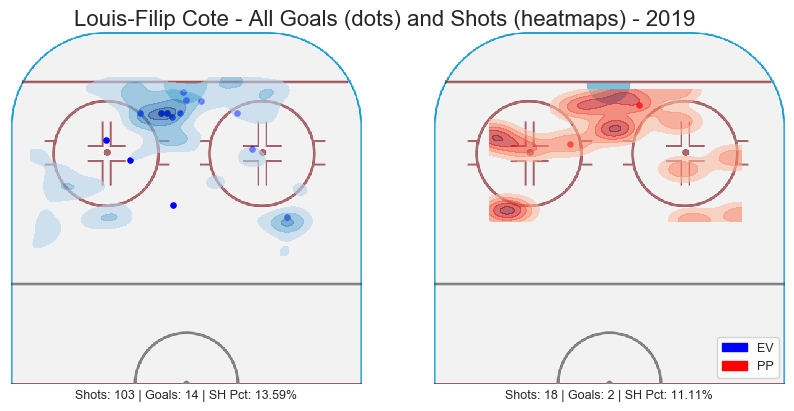 Louis-Filip Cote - All Goals (dots) and Shots (heatmaps) - 2019
EV
PP
Shots: 103 | Goals: 14 | SH Pct: 13.59%
Shots: 18 | Goals: 2 | SH Pct: 11.11%